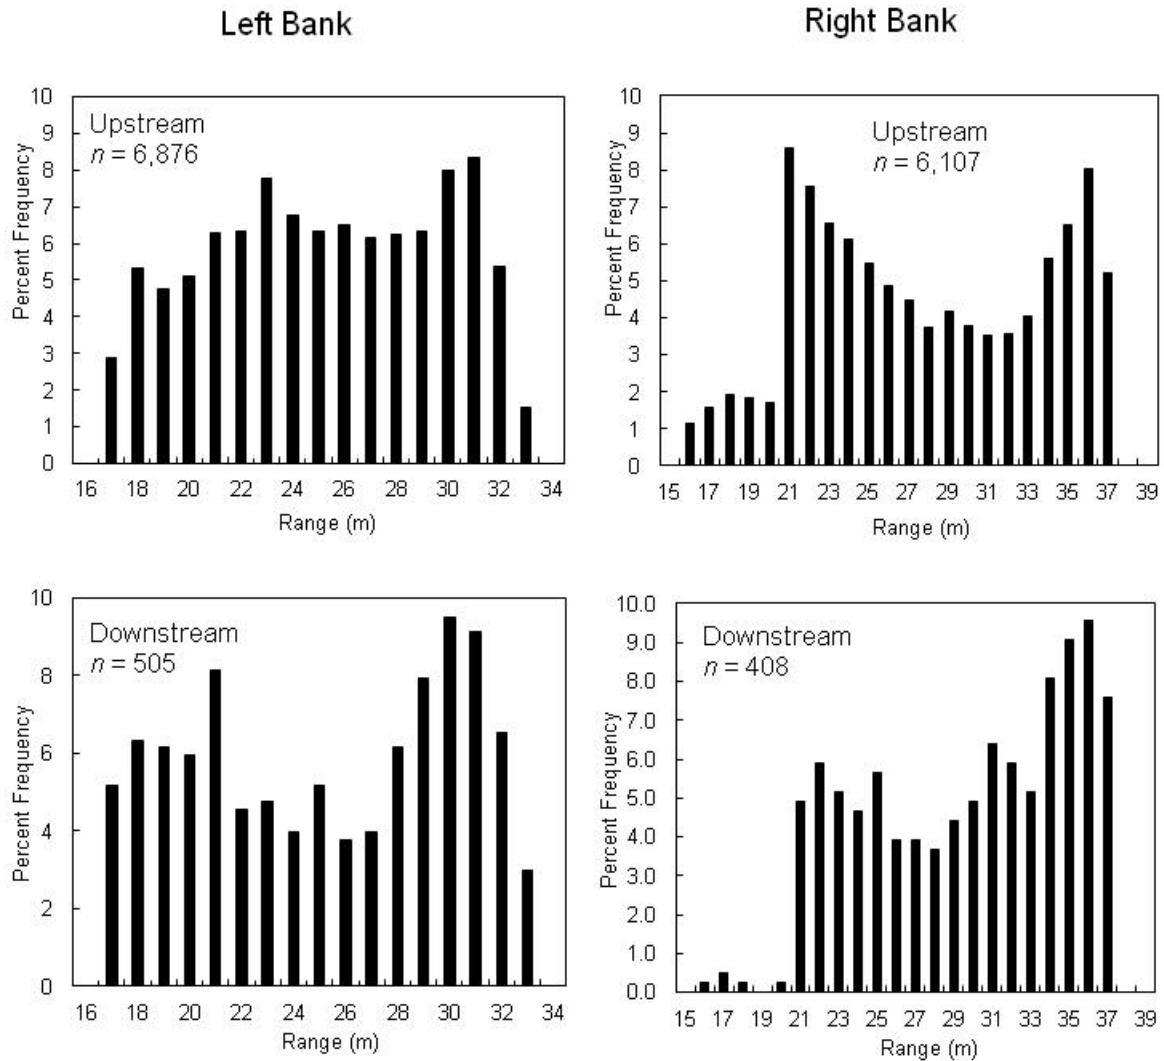 Left Bank
Right Bank
10
9
8
7
6
5
4
3
2
1
0
Percent Frequency
Upstream
n = 6,876
16 18 20 22 24 26 28 30 32 34
Range (m)
10
9
8
7
6
5
4
3
2
1
0
Percent Frequency
Upstream
n = 6,107
15 17 19 21 23 25 27 29 31 33 35 37 39
Range (m)
10
8
6
4
2
0
Percent Frequency
Downstream
n = 505
16 18 20 22 24 26 28 30 32 34
Range (m)
10.0
9.0
8.0
7.0
6.0
5.0
4.0
3.0
2.0
1.0
0.0
Percent Frequency
Downstream
n = 408
15 17 19 21 23 25 27 29 31 33 35 37 39
Range (m)